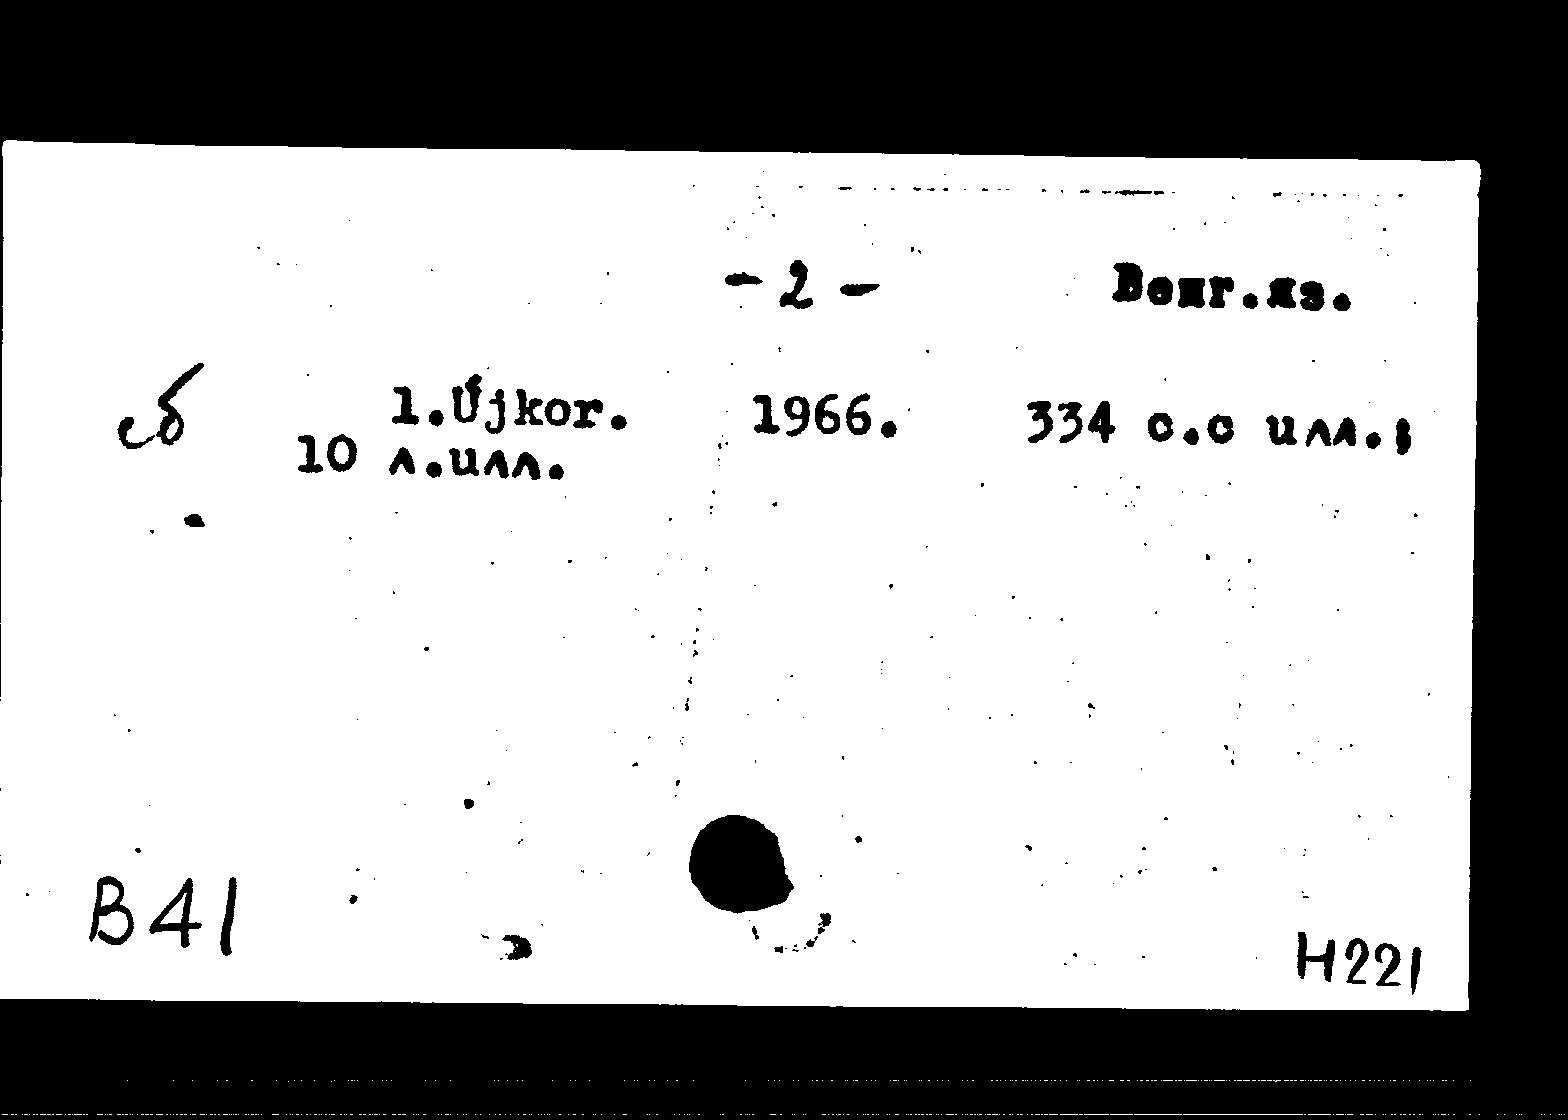 - 2 - Венг.яз.
сб 1.Újkor. 1966. 334 с.с илл.;
10 л.илл.
B41 H221